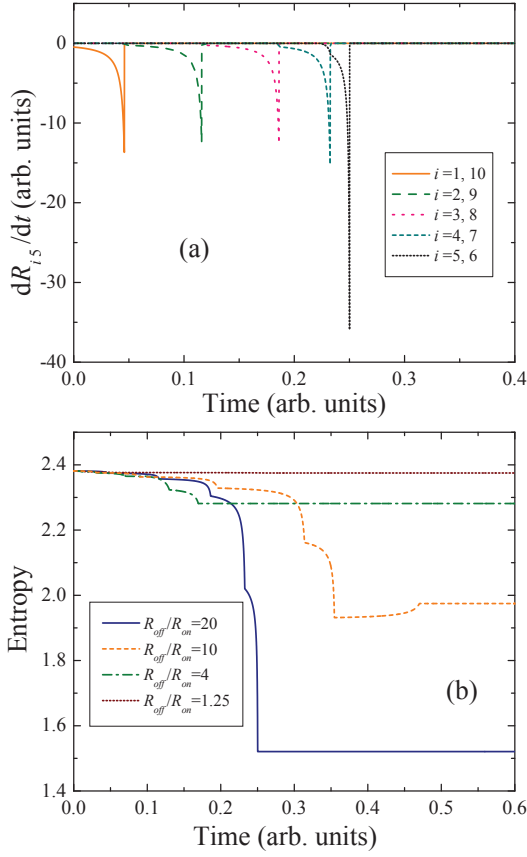 0
-10
-20
-30
-40
dR_{i5}/dt (arb. units)
(a)
i=1, 10
i=2, 9
i=3, 8
i=4, 7
i=5, 6
0.0 0.1 0.2 0.3 0.4
Time (arb. units)
2.4
2.2
2.0
1.8
1.6
1.4
Entropy
R_{off}/R_{on}=20
R_{off}/R_{on}=10
R_{off}/R_{on}=4
R_{off}/R_{on}=1.25
(b)
0.0 0.1 0.2 0.3 0.4 0.5 0.6
Time (arb. units)